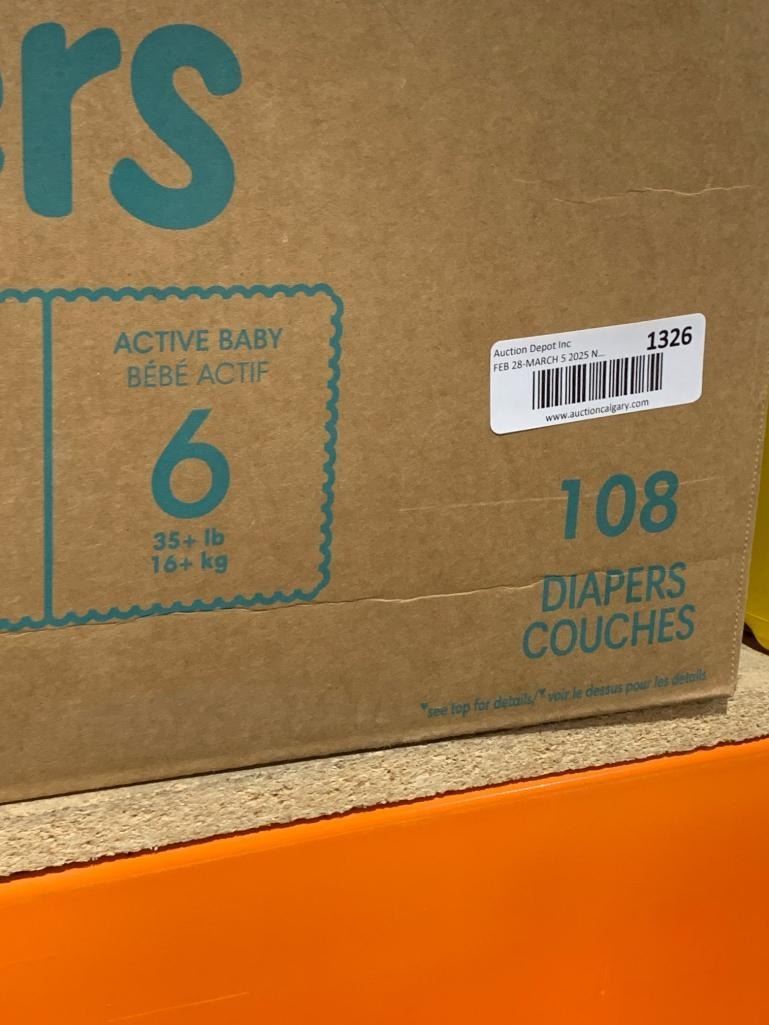 ers
ACTIVE BABY
BÉBÉ ACTIF
6
35+ lb
16+ kg
Auction Depot Inc
1326
FEB 28-MARCH 5 2025 N...
www.auctioncalgary.com
108
DIAPERS
COUCHES
▼see top for details/▼voir le dessus pour les détails